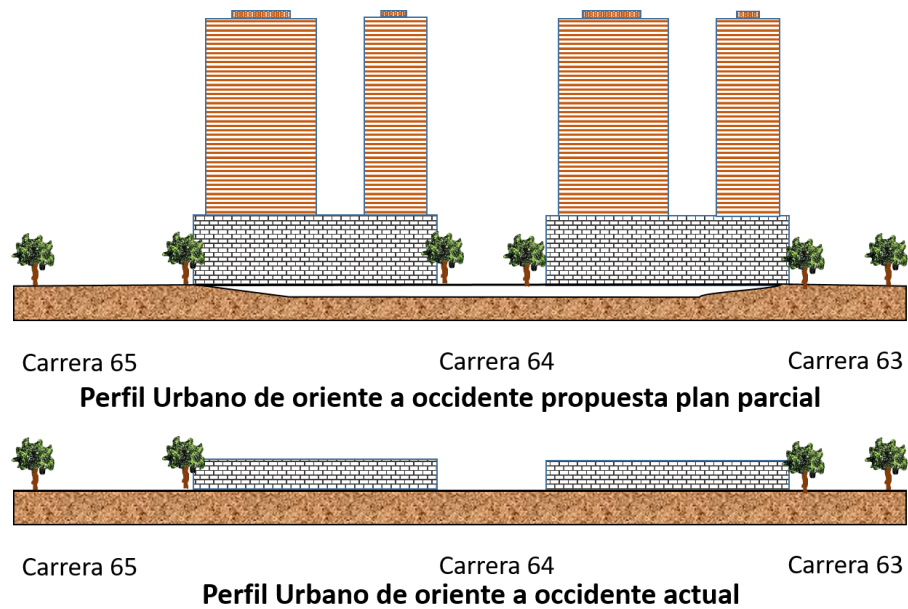 Carrera 65 Carrera 64 Carrera 63
Perfil Urbano de oriente a occidente propuesta plan parcial
Carrera 65 Carrera 64 Carrera 63
Perfil Urbano de oriente a occidente actual